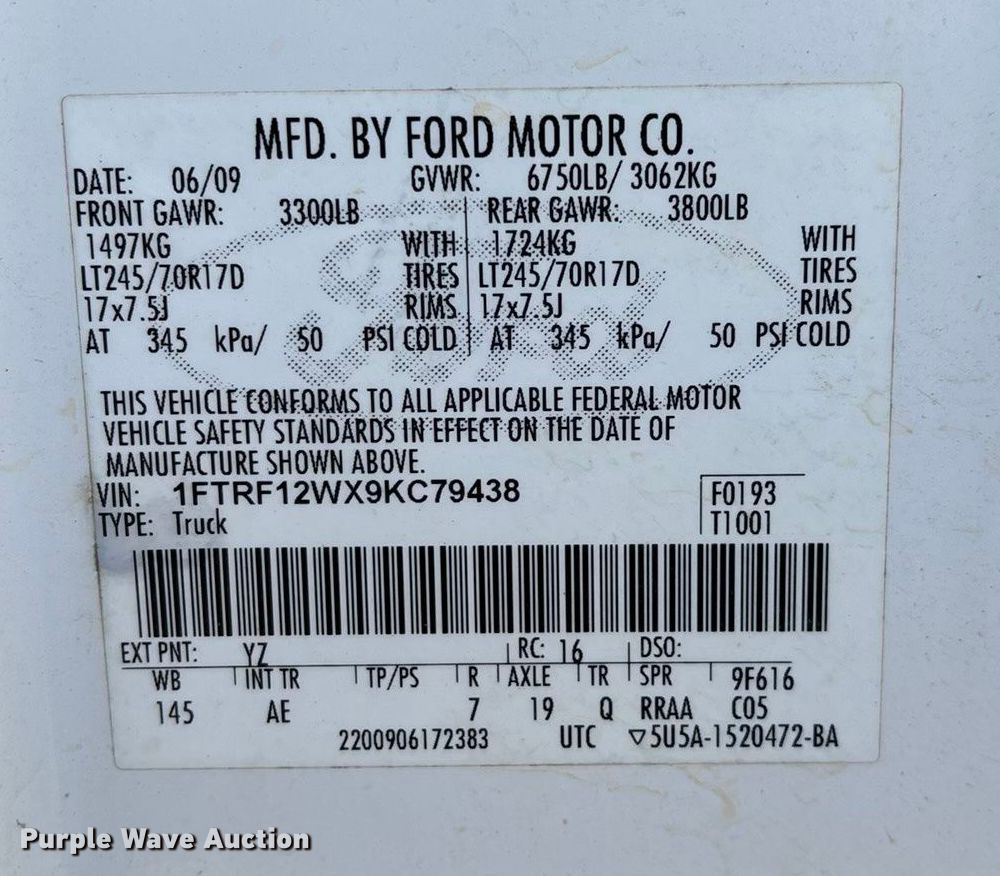 MFD. BY FORD MOTOR CO.
DATE: 06/09 GVWR: 6750LB/ 3062KG
FRONT GAWR: 3300LB REAR GAWR: 3800LB
1497KG WITH 1724KG WITH
LT245/70R17D TIRES LT245/70R17D TIRES
17x7.5J RIMS 17x7.5J RIMS
AT 345 kPa/ 50 PSI COLD AT 345 kPa/ 50 PSI COLD
Ford
THIS VEHICLE CONFORMS TO ALL APPLICABLE FEDERAL MOTOR
VEHICLE SAFETY STANDARDS IN EFFECT ON THE DATE OF
MANUFACTURE SHOWN ABOVE.
VIN: 1FTRF12WX9KC79438 F0193
TYPE: Truck T1001
EXT PNT: YZ RC: 16 DSO:
WB INT TR TP/PS R AXLE TR SPR 9F616
145 AE 7 19 Q RRAA C05
2200906172383 UTC ▽5U5A-1520472-BA
Purple Wave Auction